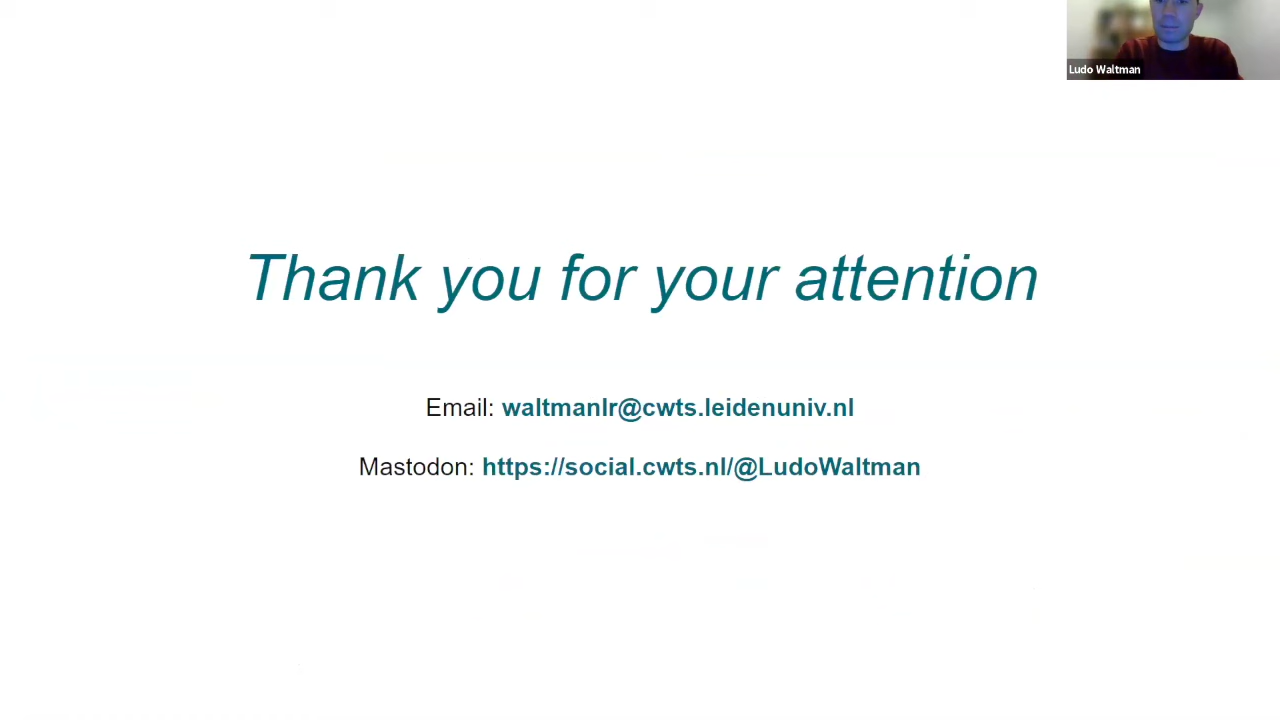 Ludo Waltman
Thank you for your attention
Email: waltmanlr@cwts.leidenuniv.nl
Mastodon: https://social.cwts.nl/@LudoWaltman